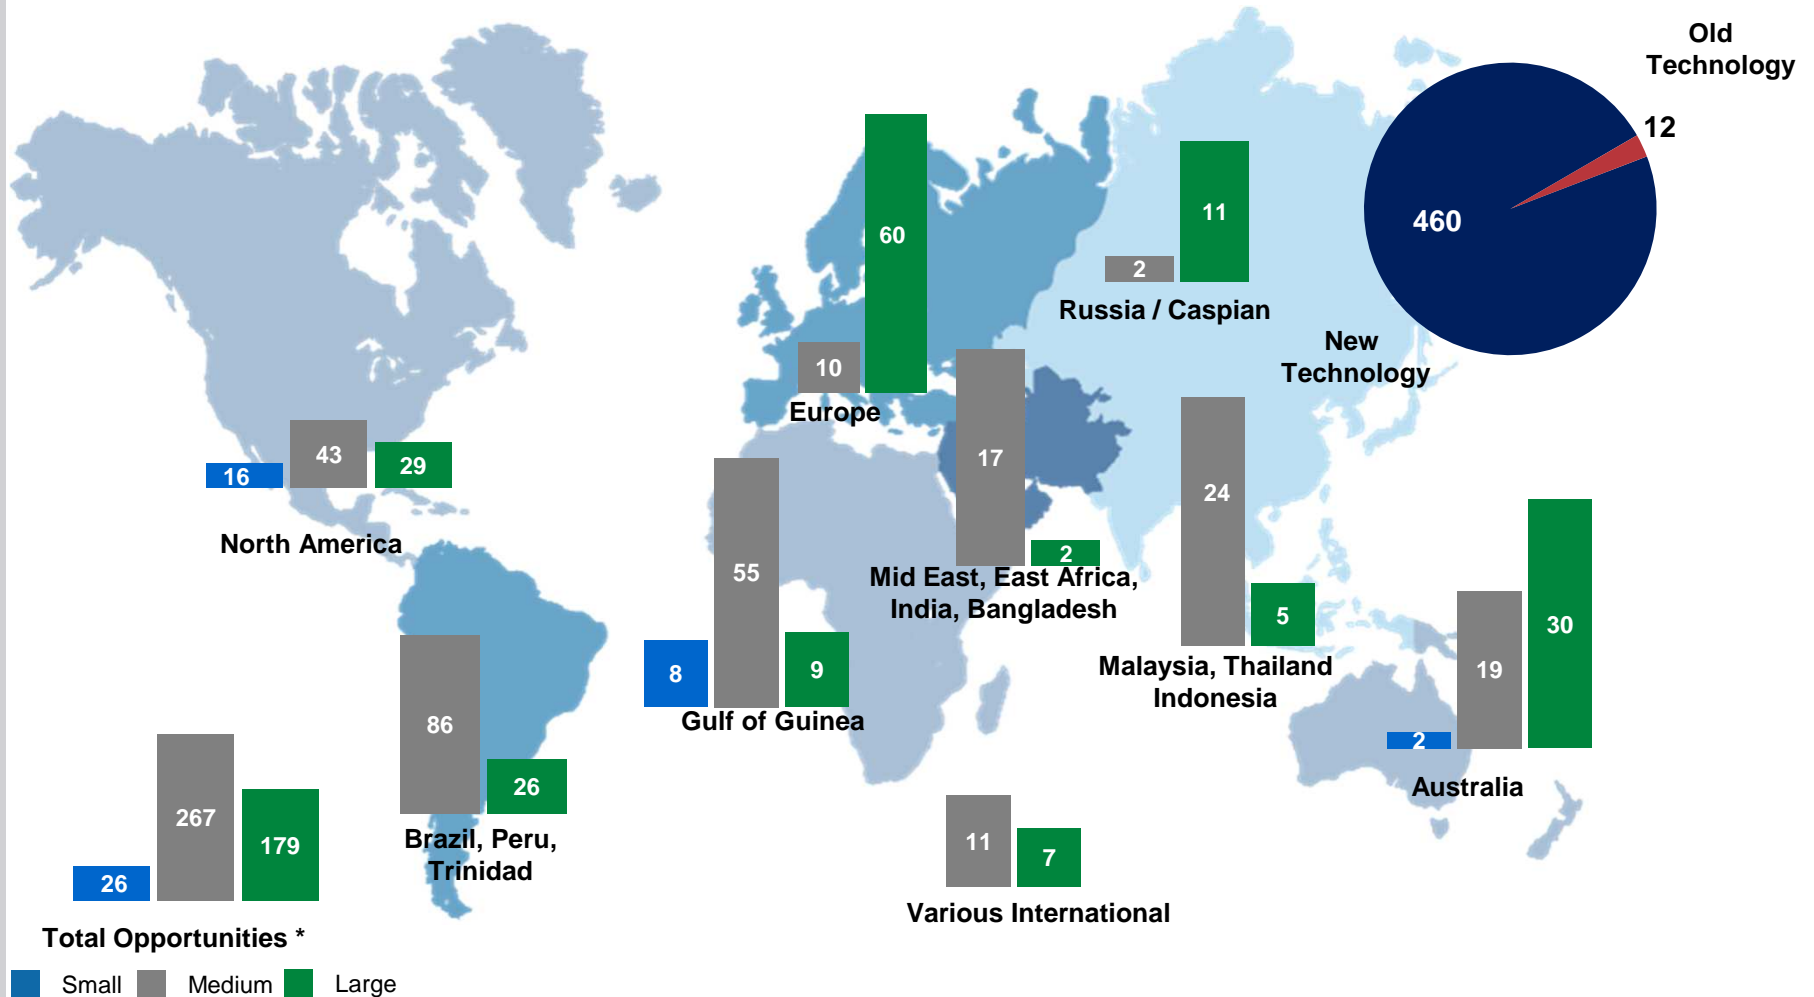 Old
Technology
12
460
New
Technology
60
10
Europe
11
2
Russia / Caspian
16
43
29
North America
17
2
Mid East, East Africa,
India, Bangladesh
24
5
Malaysia, Thailand
Indonesia
8
55
9
Gulf of Guinea
30
19
2
Australia
86
26
Brazil, Peru,
Trinidad
11
7
Various International
26
267
179
Total Opportunities *
Small Medium Large